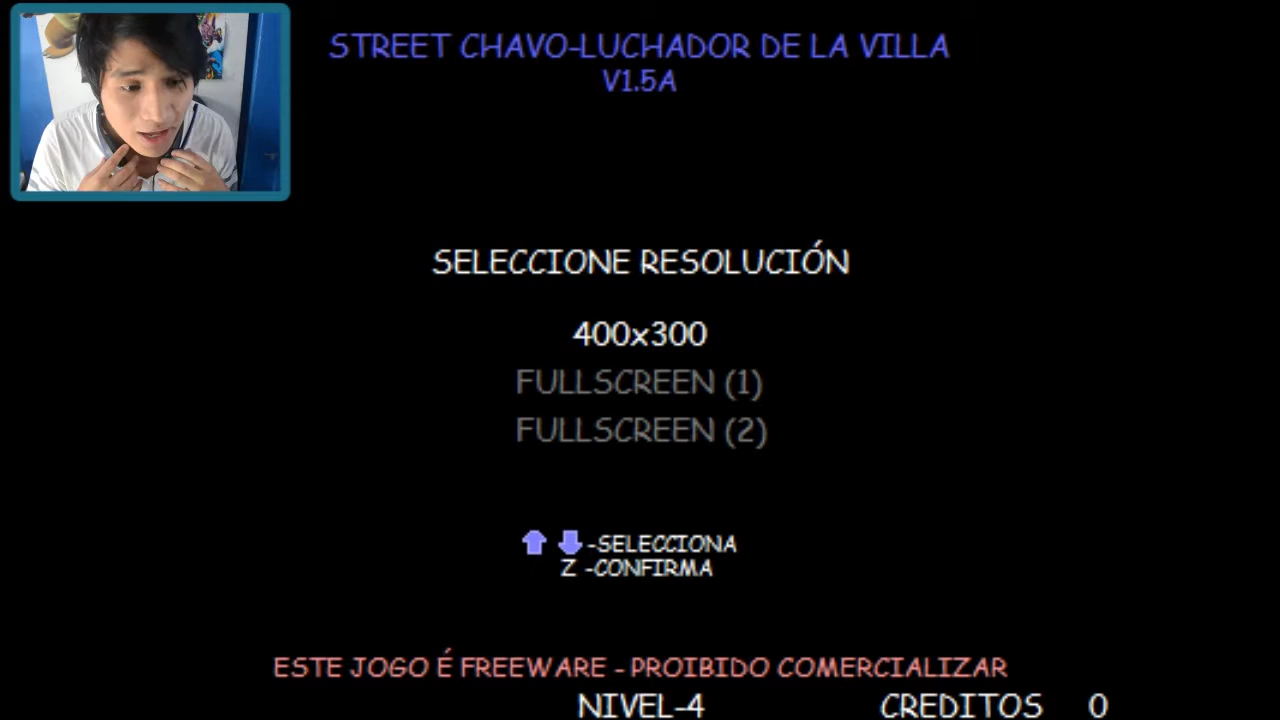 STREET CHAVO-LUCHADOR DE LA VILLA
V1.5A
SELECCIONE RESOLUCIÓN
400x300
FULLSCREEN (1)
FULLSCREEN (2)
-SELECCIONA
Z -CONFIRMA
ESTE JOGO É FREEWARE - PROIBIDO COMERCIALIZAR
NIVEL-4 CREDITOS 0